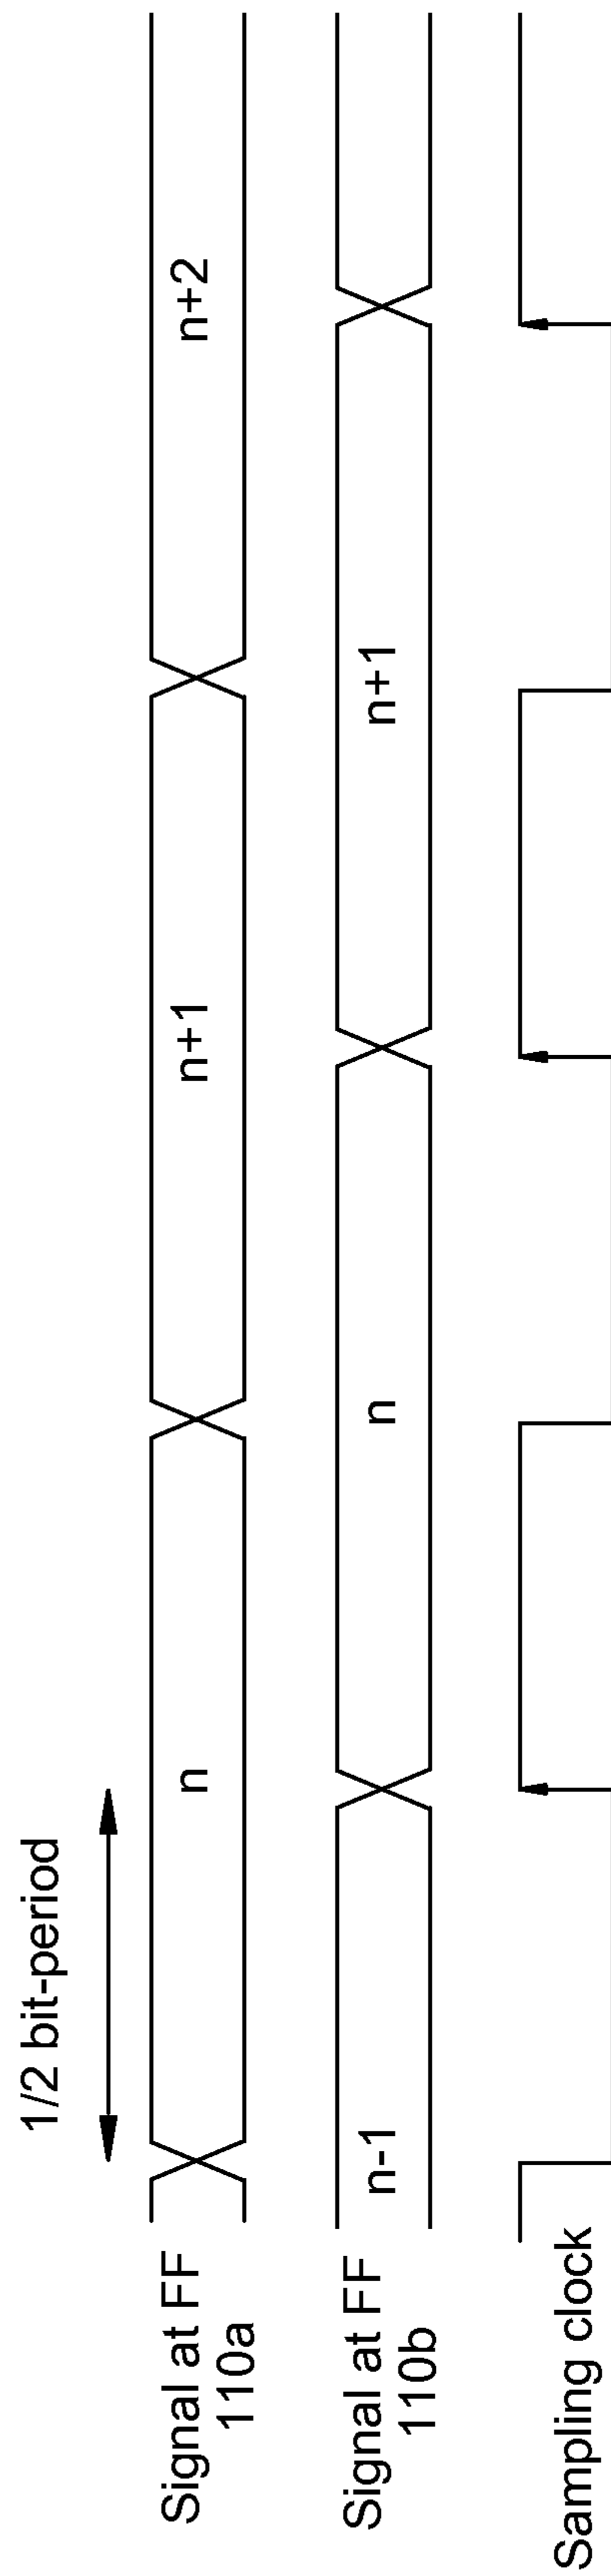 1/2 bit-period
Signal at FF
110a
n
n+1
n+2
Signal at FF
110b
n-1
n
n+1
Sampling clock